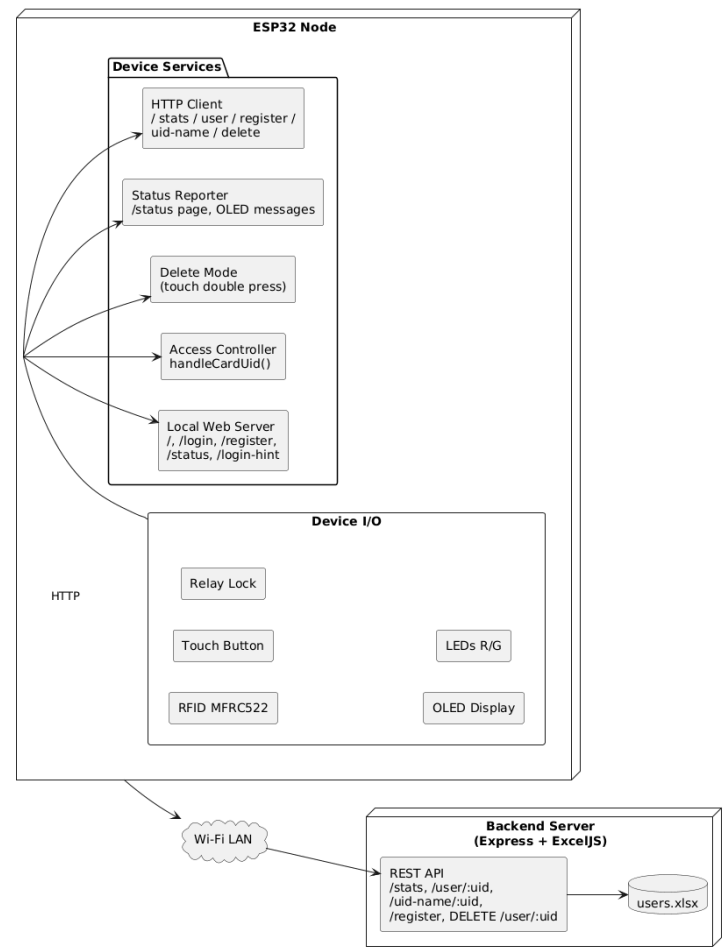 ESP32 Node
Device Services
HTTP Client
/ stats / user / register /
uid-name / delete
Status Reporter
/status page, OLED messages
Delete Mode
(touch double press)
Access Controller
handleCardUid()
Local Web Server
/, /login, /register,
/status, /login-hint
Device I/O
Relay Lock
HTTP
Touch Button
LEDs R/G
RFID MFRC522
OLED Display
Wi-Fi LAN
Backend Server
(Express + ExcelJS)
REST API
/stats, /user/:uid,
/uid-name/:uid,
/register, DELETE /user/:uid
users.xlsx